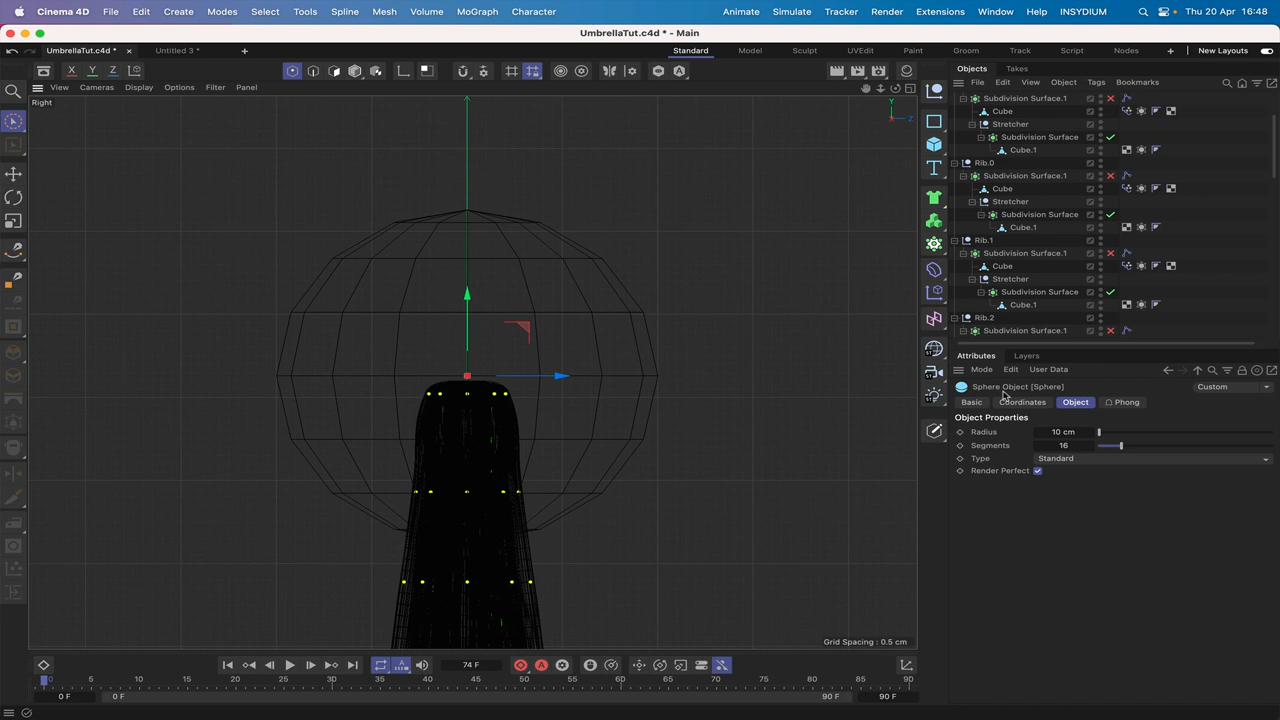 Cinema 4D File Edit Create Modes Select Tools Spline Mesh Volume MoGraph Character Animate Simulate Tracker Render Extensions Window Help INSYDIUM Thu 20 Apr 16:48
UmbrellaTut.c4d * - Main
UmbrellaTut.c4d * Untitled 3 * Standard Model Sculpt UVEdit Paint Groom Track Script Nodes New Layouts
X Y Z
Objects Takes
View Cameras Display Options Filter Panel
File Edit View Object Tags Bookmarks
Right
Y
Z
Subdivision Surface.1
Cube
Stretcher
Subdivision Surface
Cube.1
Rib.0
Subdivision Surface.1
Cube
Stretcher
Subdivision Surface
Cube.1
Rib.1
Subdivision Surface.1
Cube
Stretcher
Subdivision Surface
Cube.1
Rib.2
Subdivision Surface.1
ST
ST
ST
Attributes Layers
Mode Edit User Data
Sphere Object [Sphere] Custom
Basic Coordinates Object Phong
Object Properties
Radius 10 cm
Segments 16
Type Standard
Render Perfect
Grid Spacing : 0.5 cm
74 F
0 5 10 15 20 25 30 35 40 45 50 55 60 65 70 75 80 85 90
0 F 0 F 90 F 90 F